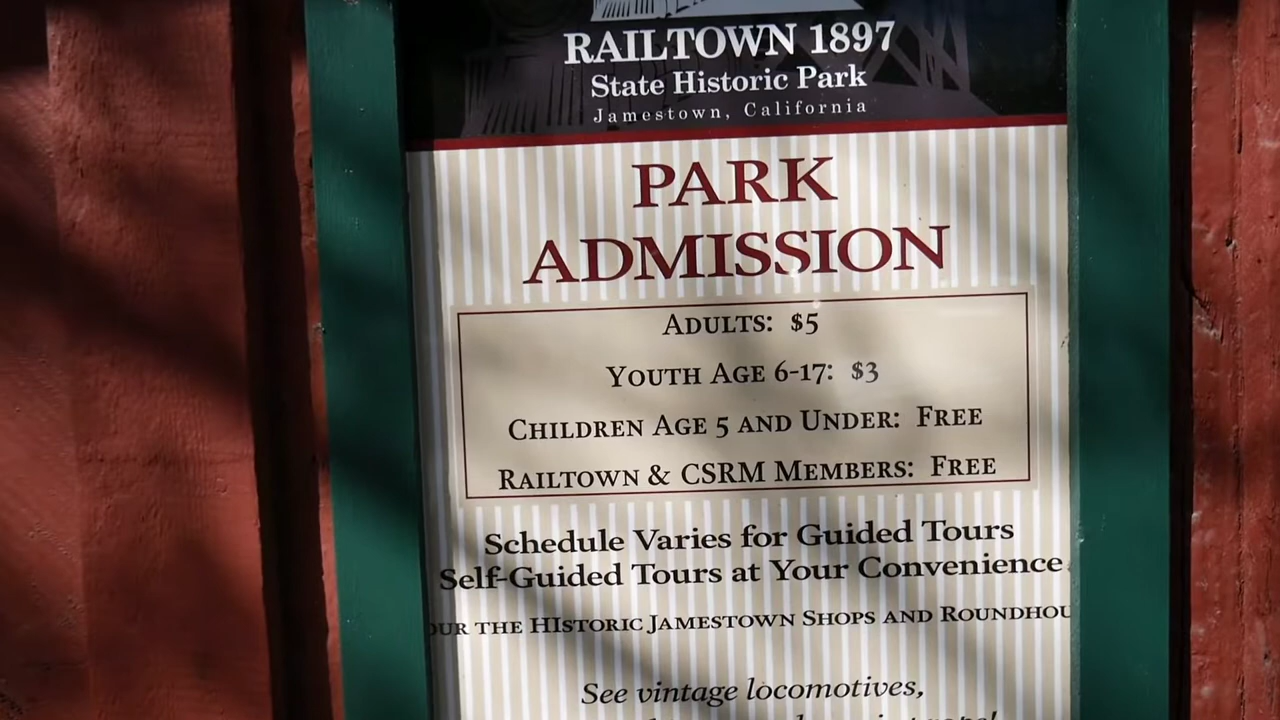 RAILTOWN 1897
State Historic Park
Jamestown, California
PARK
ADMISSION
ADULTS: $5
YOUTH AGE 6-17: $3
CHILDREN AGE 5 AND UNDER: FREE
RAILTOWN & CSRM MEMBERS: FREE
Schedule Varies for Guided Tours
Self-Guided Tours at Your Convenience
THE HISTORIC JAMESTOWN SHOPS AND
See vintage locomotives,